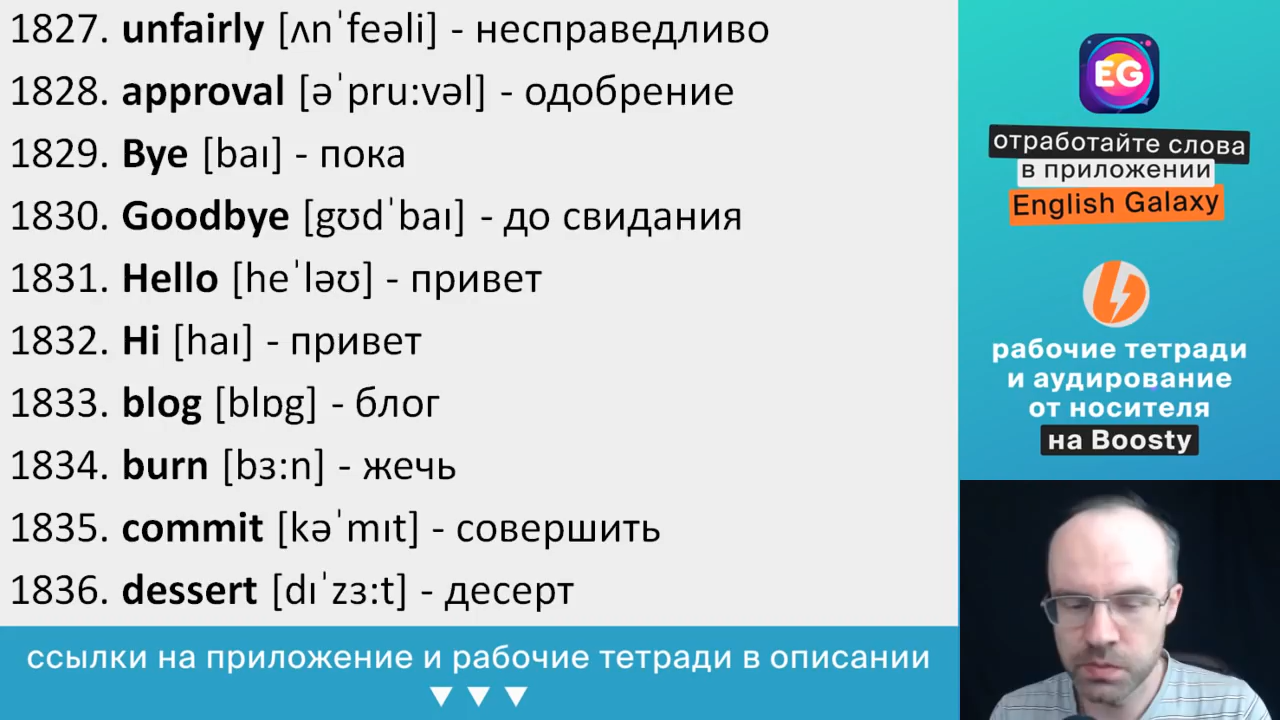 1827. unfairly [ʌnˈfeəli] - несправедливо
1828. approval [əˈpru:vəl] - одобрение
1829. Bye [baɪ] - пока
1830. Goodbye [gʊdˈbaɪ] - до свидания
1831. Hello [heˈləʊ] - привет
1832. Hi [haɪ] - привет
1833. blog [blɒg] - блог
1834. burn [bɜ:n] - жечь
1835. commit [kəˈmɪt] - совершить
1836. dessert [dɪˈzɜ:t] - десерт
ссылки на приложение и рабочие тетради в описании
EG
отработайте слова
в приложении
English Galaxy
рабочие тетради
и аудирование
от носителя
на Boosty